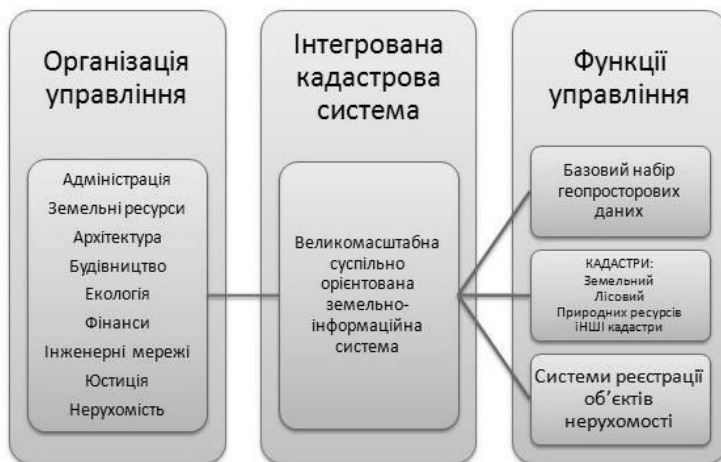 Організація
управління
Адміністрація
Земельні ресурси
Архітектура
Будівництво
Екологія
Фінанси
Інженерні мережі
Юстиція
Нерухомість
Інтегрована
кадастрова
система
Великомасштабна
суспільно
орієнтована
земельно-
інформаційна
система
Функції
управління
Базовий набір
геопросторових
даних
КАДАСТРИ:
Земельний
Лісовий
Природних ресурсів
іНШІ кадастри
Системи реєстрації
об’єктів
нерухомості